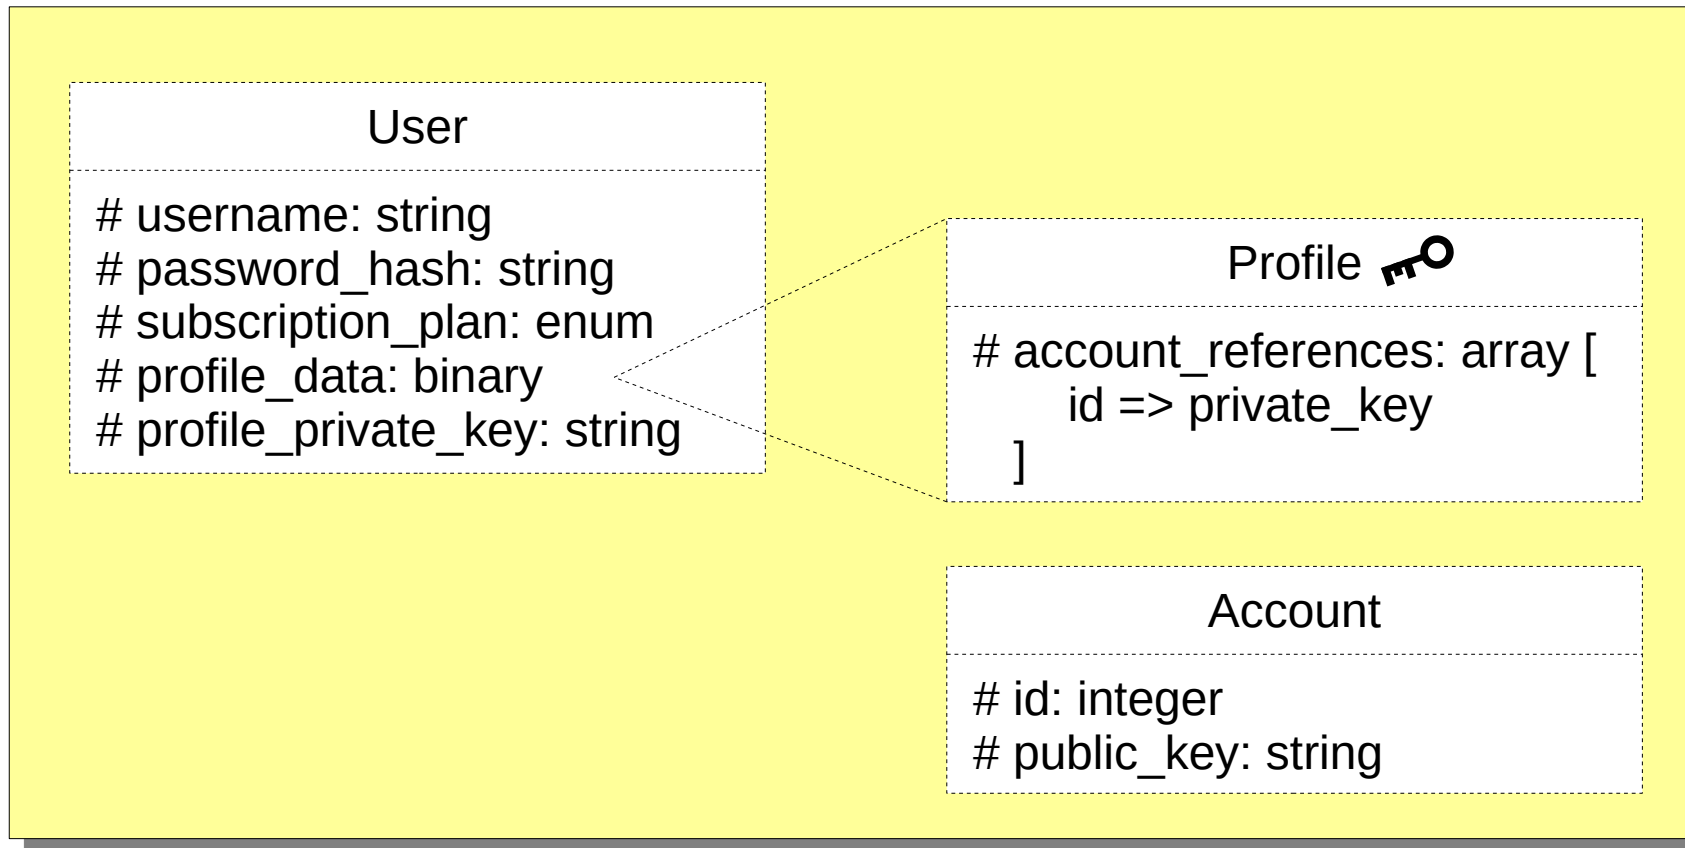 User
# username: string
# password_hash: string
# subscription_plan: enum
# profile_data: binary
# profile_private_key: string
Profile
# account_references: array [
id => private_key
]
Account
# id: integer
# public_key: string